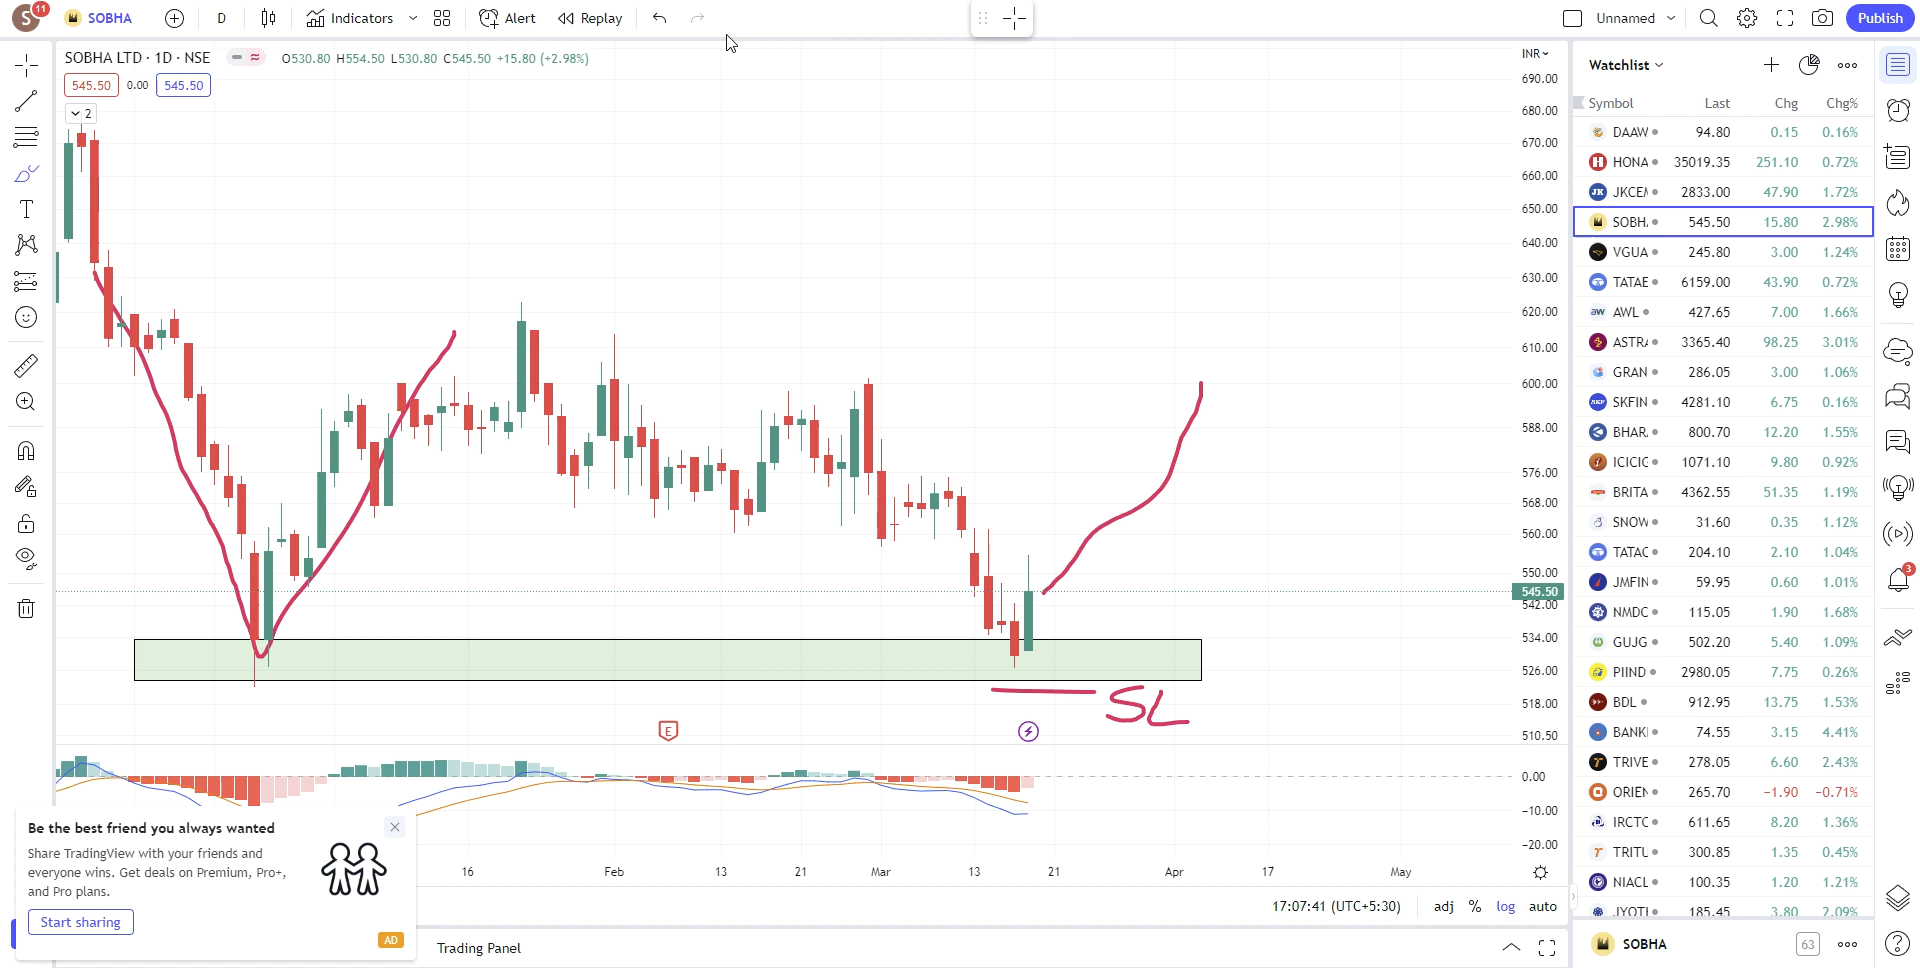 S 11 SOBHA D Indicators Alert Replay Unnamed Publish
SOBHA LTD · 1D · NSE O530.80 H554.50 L530.80 C545.50 +15.80 (+2.98%)
545.50 0.00 545.50
2
INR
690.00
680.00
670.00
660.00
650.00
640.00
630.00
620.00
610.00
600.00
588.00
576.00
568.00
560.00
550.00
545.50
542.00
534.00
526.00
518.00
510.50
SL
E
0.00
−10.00
−20.00
16 Feb 13 21 Mar 13 21 Apr 17 May
17:07:41 (UTC+5:30) adj % log auto
Trading Panel
Be the best friend you always wanted
Share TradingView with your friends and
everyone wins. Get deals on Premium, Pro+,
and Pro plans.
Start sharing
AD
Watchlist
Symbol Last Chg Chg%
DAAW 94.80 0.15 0.16%
HONA 35019.35 251.10 0.72%
JKCEM 2833.00 47.90 1.72%
SOBH 545.50 15.80 2.98%
VGUA 245.80 3.00 1.24%
TATAE 6159.00 43.90 0.72%
AWL 427.65 7.00 1.66%
ASTRA 3365.40 98.25 3.01%
GRAN 286.05 3.00 1.06%
SKFIN 4281.10 6.75 0.16%
BHAR 800.70 12.20 1.55%
ICICIG 1071.10 9.80 0.92%
BRITA 4362.55 51.35 1.19%
SNOW 31.60 0.35 1.12%
TATAC 204.10 2.10 1.04%
JMFIN 59.95 0.60 1.01%
NMDC 115.05 1.90 1.68%
GUJG 502.20 5.40 1.09%
PIIND 2980.05 7.75 0.26%
BDL 912.95 13.75 1.53%
BANKI 74.55 3.15 4.41%
TRIVE 278.05 6.60 2.43%
ORIEN 265.70 −1.90 −0.71%
IRCTC 611.65 8.20 1.36%
TRITU 300.85 1.35 0.45%
NIACL 100.35 1.20 1.21%
JYOTI 185.45 3.80 2.09%
SOBHA 63
3